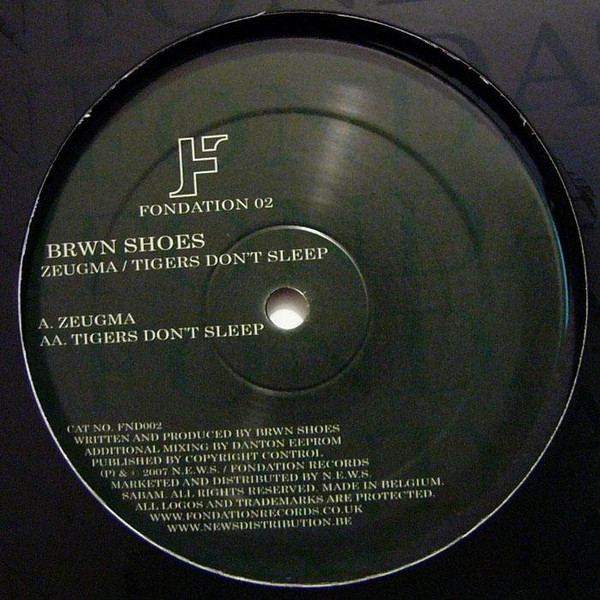 F
FONDATION 02
BRWN SHOES
ZEUGMA / TIGERS DON'T SLEEP
A. ZEUGMA
AA. TIGERS DON'T SLEEP
CAT NO. FND002
WRITTEN AND PRODUCED BY BRWN SHOES
ADDITIONAL MIXING BY DANTON EEPROM
PUBLISHED BY COPYRIGHT CONTROL
(P) & © 2007 N.E.W.S. / FONDATION RECORDS
MARKETED AND DISTRIBUTED BY N.E.W.S.
SABAM. ALL RIGHTS RESERVED. MADE IN BELGIUM.
ALL LOGOS AND TRADEMARKS ARE PROTECTED.
WWW.FONDATIONRECORDS.CO.UK
WWW.NEWSDISTRIBUTION.BE